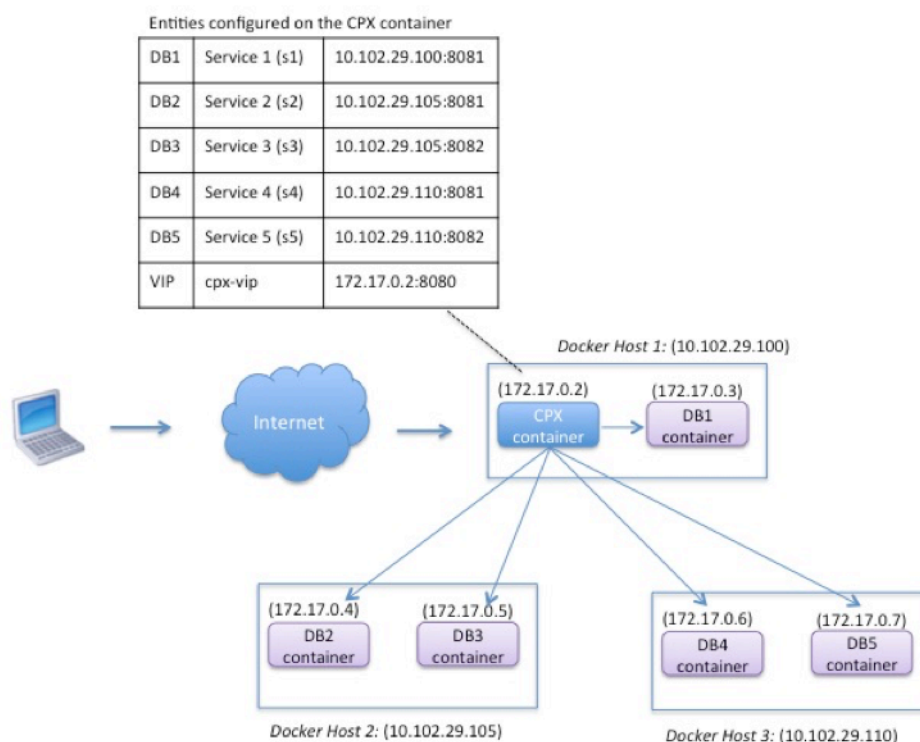 Entities configured on the CPX container
DB1 Service 1 (s1) 10.102.29.100:8081
DB2 Service 2 (s2) 10.102.29.105:8081
DB3 Service 3 (s3) 10.102.29.105:8082
DB4 Service 4 (s4) 10.102.29.110:8081
DB5 Service 5 (s5) 10.102.29.110:8082
VIP cpx-vip 172.17.0.2:8080
Docker Host 1: (10.102.29.100)
(172.17.0.2) (172.17.0.3)
Internet
CPX
container
DB1
container
(172.17.0.4) (172.17.0.5)
DB2
container
DB3
container
(172.17.0.6) (172.17.0.7)
DB4
container
DB5
container
Docker Host 2: (10.102.29.105)
Docker Host 3: (10.102.29.110)